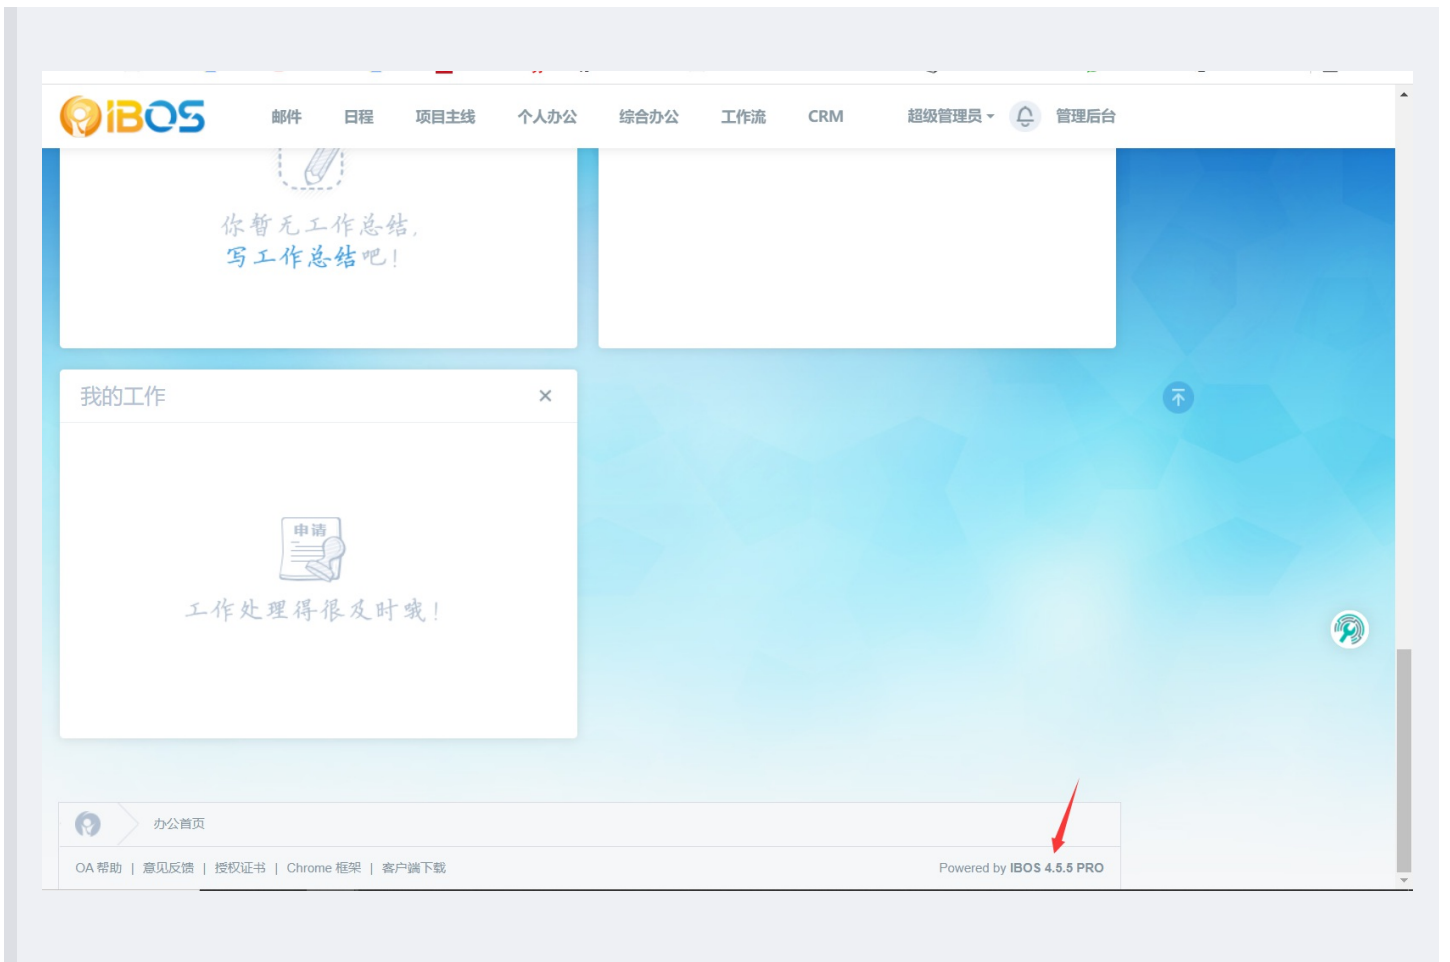 IBOS 邮件 日程 项目主线 个人办公 综合办公 工作流 CRM 超级管理员 管理后台
你暂无工作总结,
写工作总结吧!
我的工作
申请
工作处理得很及时哦!
办公首页
OA 帮助 | 意见反馈 | 授权证书 | Chrome 框架 | 客户端下载 Powered by IBOS 4.5.5 PRO